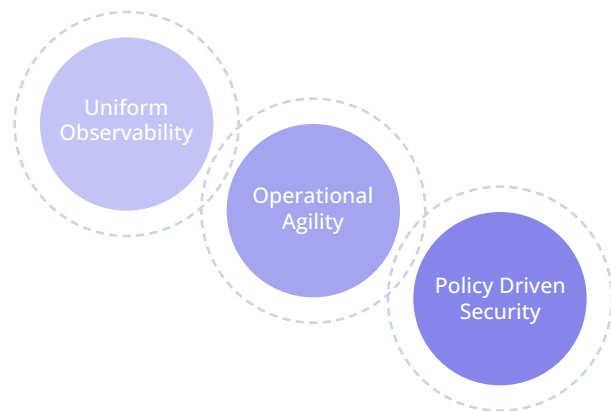 Uniform
Observability
Operational
Agility
Policy Driven
Security